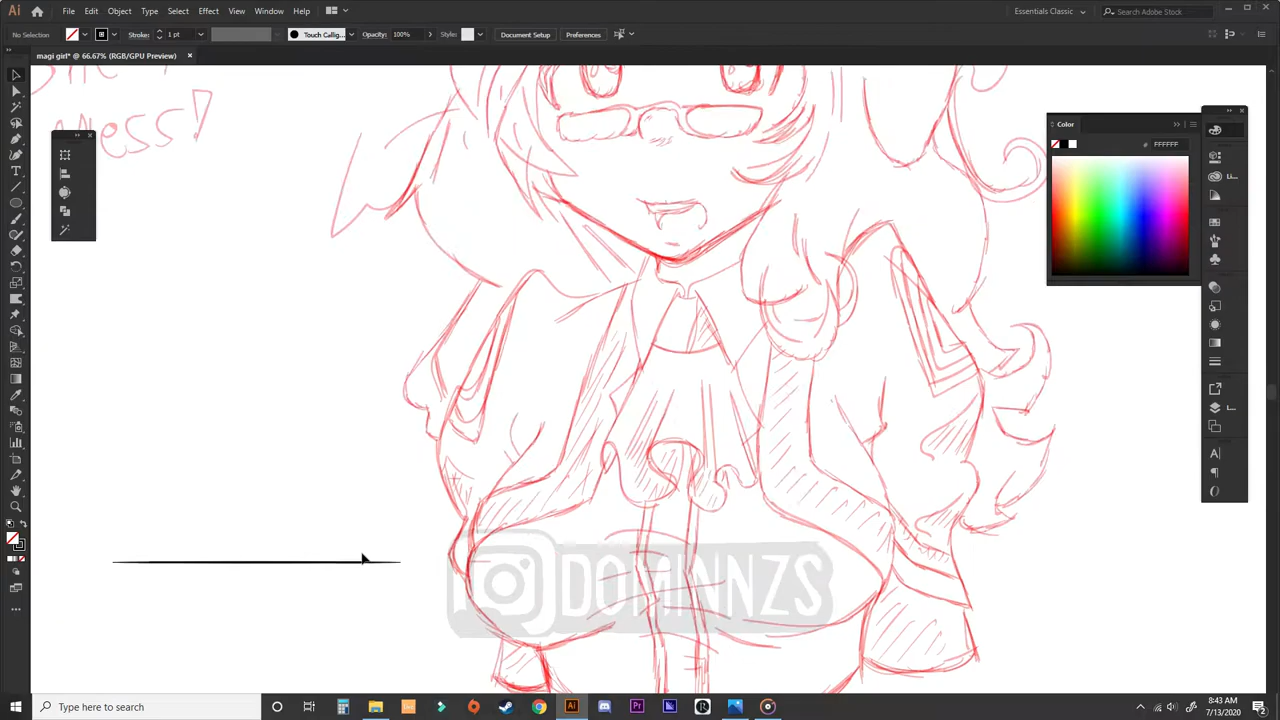 Ai File Edit Object Type Select Effect View Window Help Essentials Classic Search Adobe Stock
No Selection Stroke: 1 pt Touch Callig... Opacity: 100% Style: Document Setup Preferences
magi girl* @ 66.67% (RGB/GPU Preview)
mess!
Color
# FFFFFF
DOMINNZS
Type here to search
8:43 AM
7/13/2020